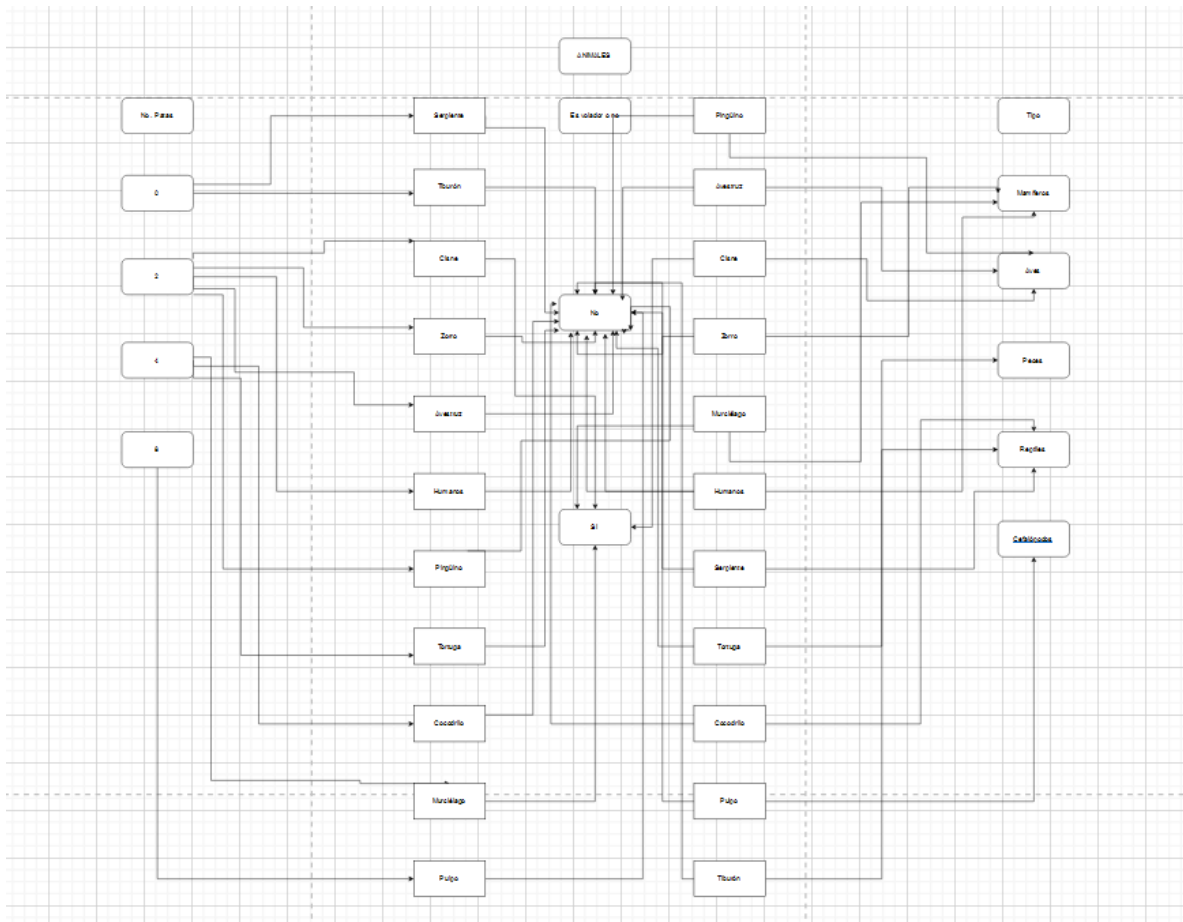 ANIMALES
No. Patas
Serpiente
Es volador o no
Pingüino
Tipo
0
Tiburón
Avestruz
Mamíferos
2
Cisne
Cisne
Aves
No
4
Zorro
Zorro
Peces
Avestruz
Murciélago
Reptiles
Humanos
Humanos
SI
Cefalópodos
Pingüino
Serpiente
Tortuga
Tortuga
Cocodrilo
Cocodrilo
Murciélago
Pulpo
Pulpo
Tiburón